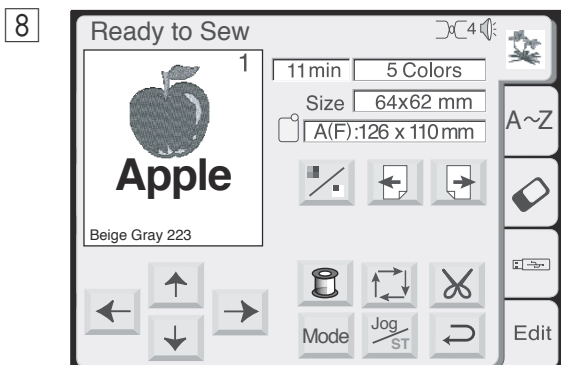 8
Ready to Sew
4
1
11min
5 Colors
Size
64x62 mm
A(F):126 x 110mm
A~Z
Apple
Beige Gray 223
Mode
Jog
ST
Edit